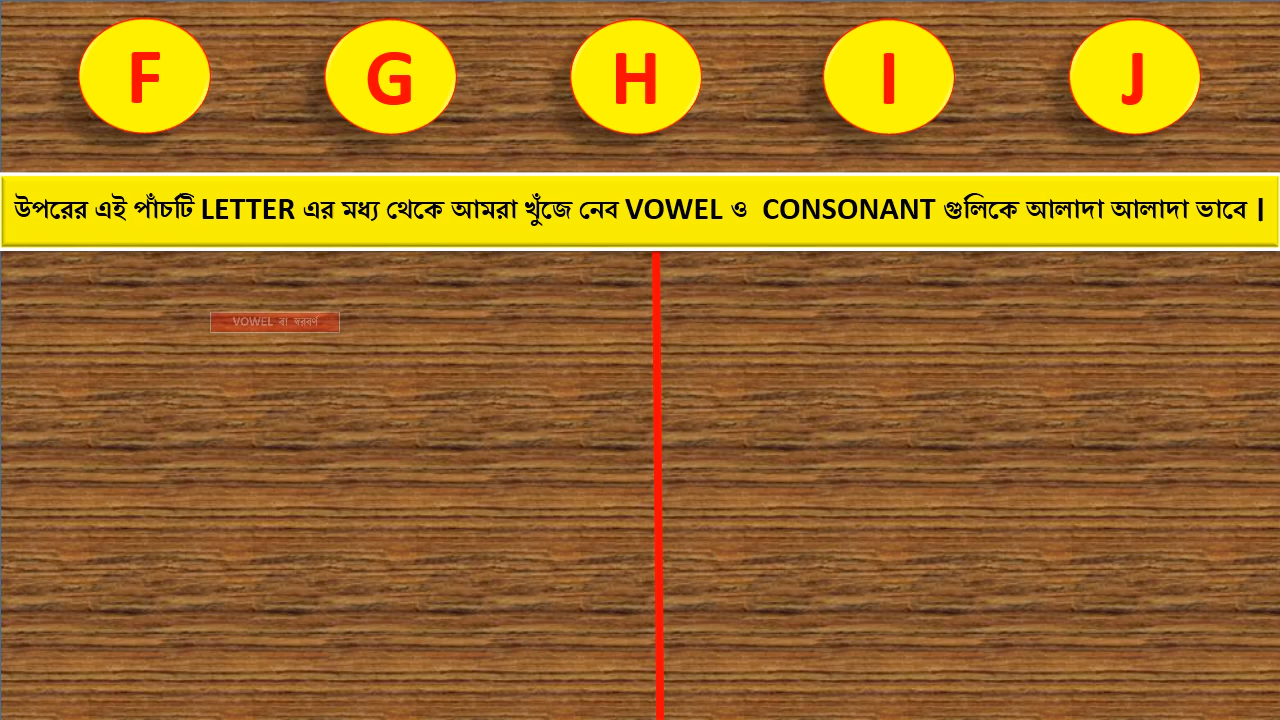 F G H I J
উপরের এই পাঁচটি LETTER এর মধ্য থেকে আমরা খুঁজে নেব VOWEL ও CONSONANT গুলিকে আলাদা আলাদা ভাবে |
VOWEL বা স্বরবর্ণ